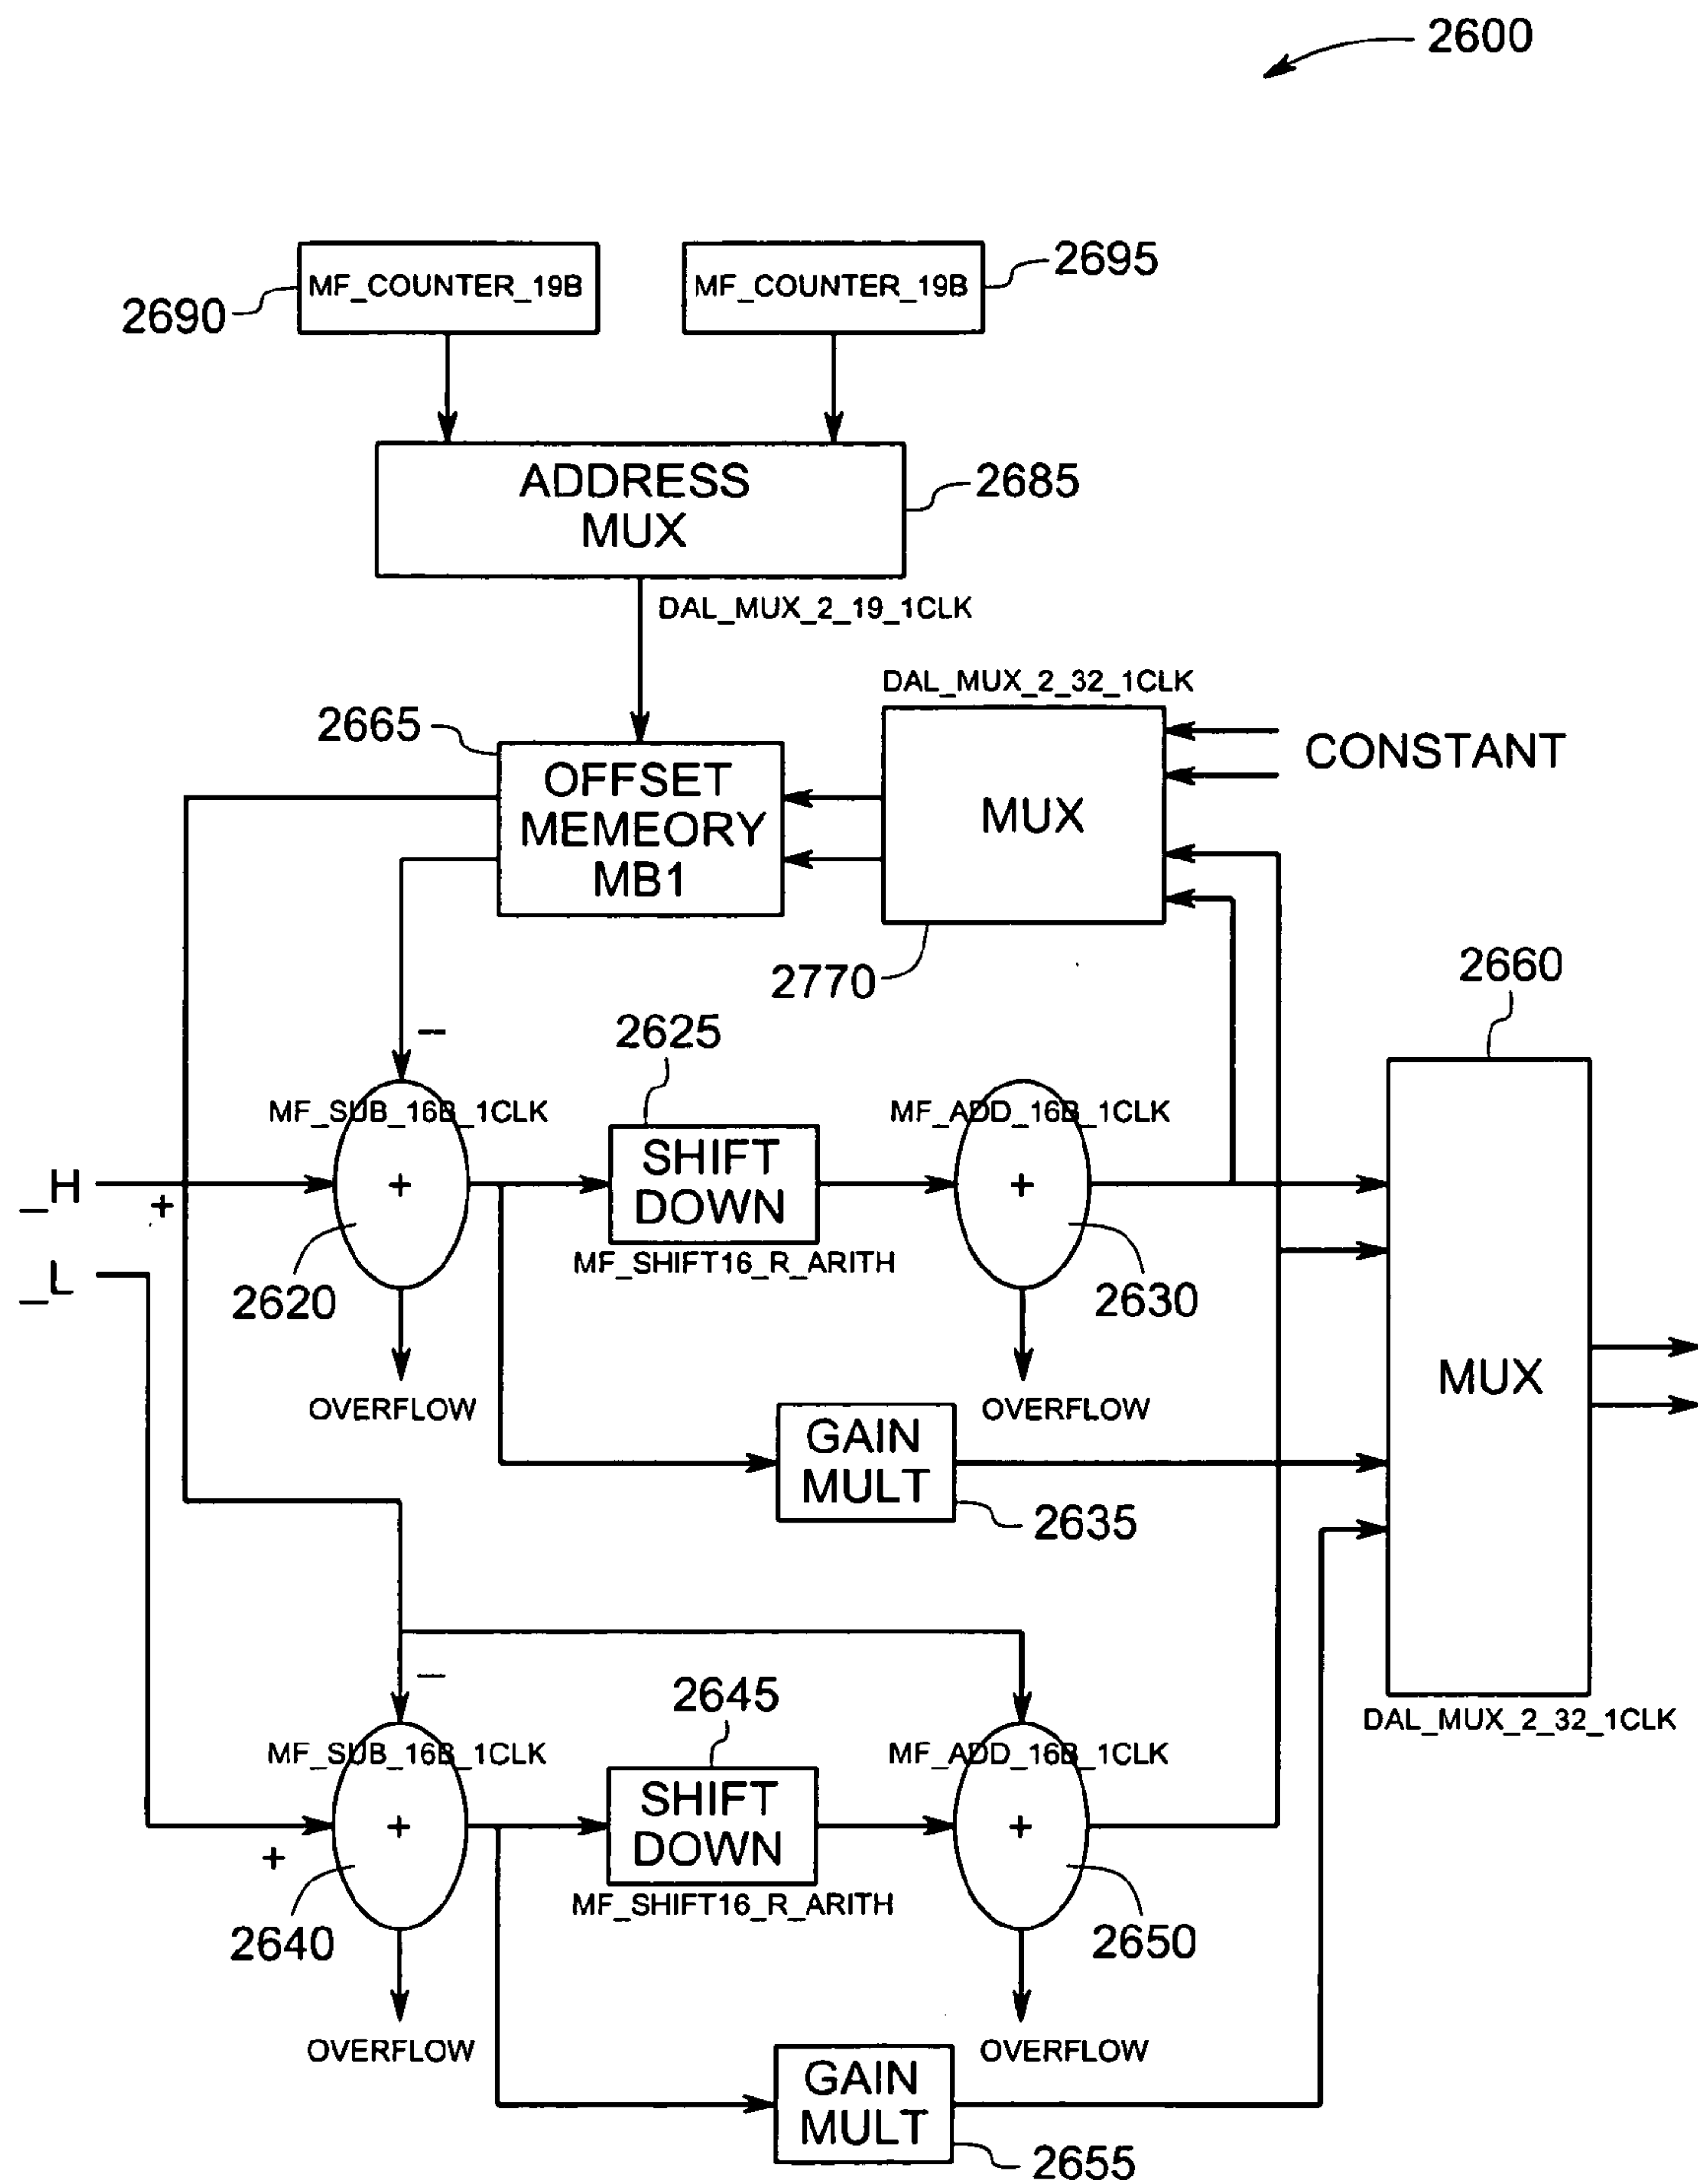 2600
MF_COUNTER_19B
2690
MF_COUNTER_19B
2695
ADDRESS
MUX
2685
DAL_MUX_2_19_1CLK
DAL_MUX_2_32_1CLK
2665
OFFSET
MEMEORY
MB1
MUX
CONSTANT
2770
2660
–
2625
MF_SUB_16B_1CLK
SHIFT
DOWN
MF_ADD_16B_1CLK
_H
+
+
+
MF_SHIFT16_R_ARITH
_L
2620
2630
OVERFLOW
OVERFLOW
GAIN
MULT
2635
MUX
–
2645
DAL_MUX_2_32_1CLK
MF_SUB_16B_1CLK
SHIFT
DOWN
MF_ADD_16B_1CLK
+
+
+
MF_SHIFT16_R_ARITH
2640
2650
OVERFLOW
OVERFLOW
GAIN
MULT
2655